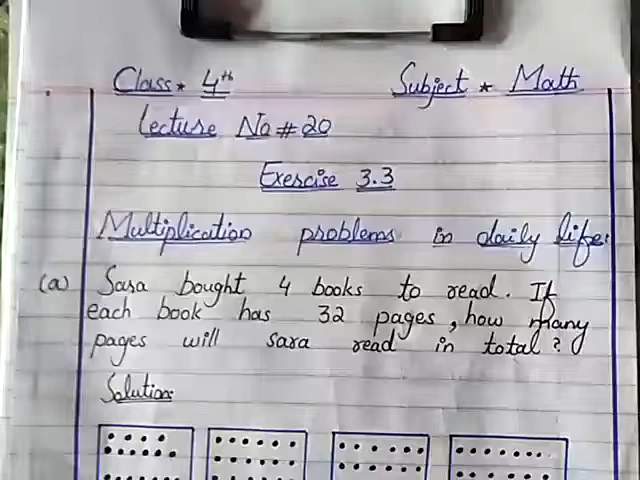 Class * 4th Subject * Math
Lecture No # 20
Exercise 3.3
Multiplication problems in daily life:
(a) Sara bought 4 books to read. If
each book has 32 pages, how many
pages will sara read in total?
Solution: